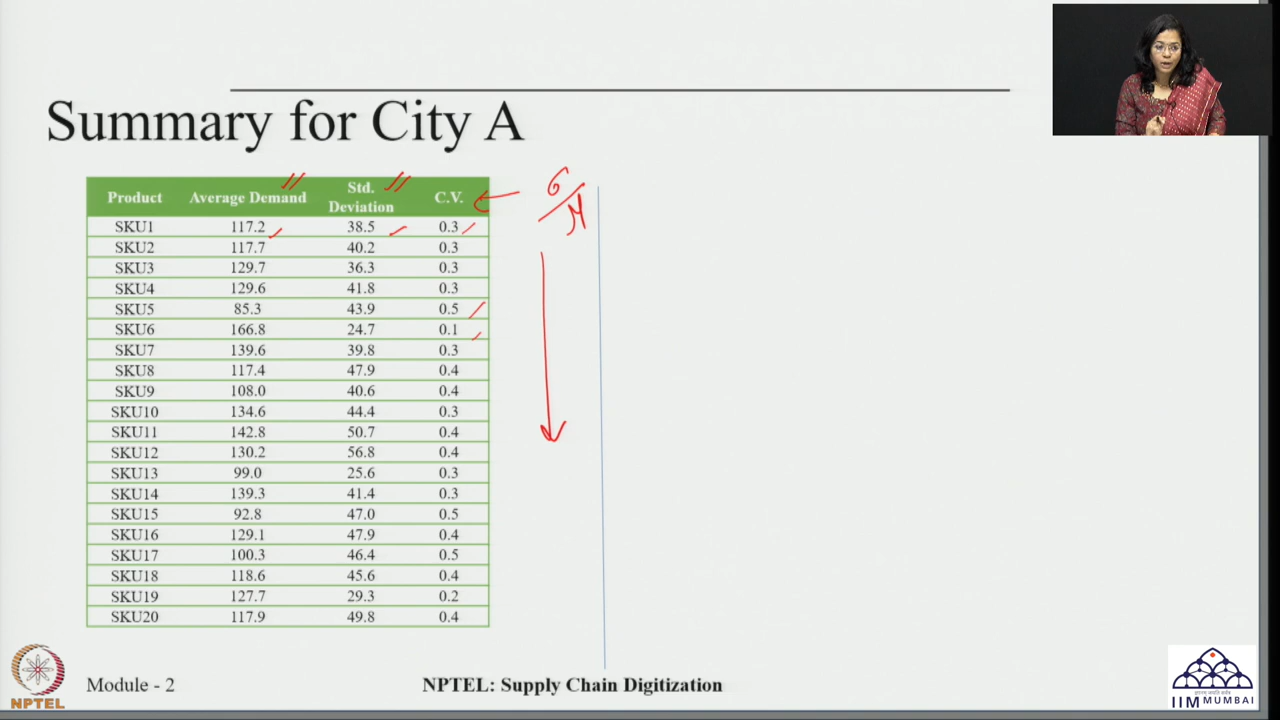 Summary for City A
Product Average Demand Std. Deviation C.V.
SKU1 117.2 38.5 0.3
SKU2 117.7 40.2 0.3
SKU3 129.7 36.3 0.3
SKU4 129.6 41.8 0.3
SKU5 85.3 43.9 0.5
SKU6 166.8 24.7 0.1
SKU7 139.6 39.8 0.3
SKU8 117.4 47.9 0.4
SKU9 108.0 40.6 0.4
SKU10 134.6 44.4 0.3
SKU11 142.8 50.7 0.4
SKU12 130.2 56.8 0.4
SKU13 99.0 25.6 0.3
SKU14 139.3 41.4 0.3
SKU15 92.8 47.0 0.5
SKU16 129.1 47.9 0.4
SKU17 100.3 46.4 0.5
SKU18 118.6 45.6 0.4
SKU19 127.7 29.3 0.2
SKU20 117.9 49.8 0.4
σ/μ
NPTEL
Module - 2
NPTEL: Supply Chain Digitization
IIM MUMBAI